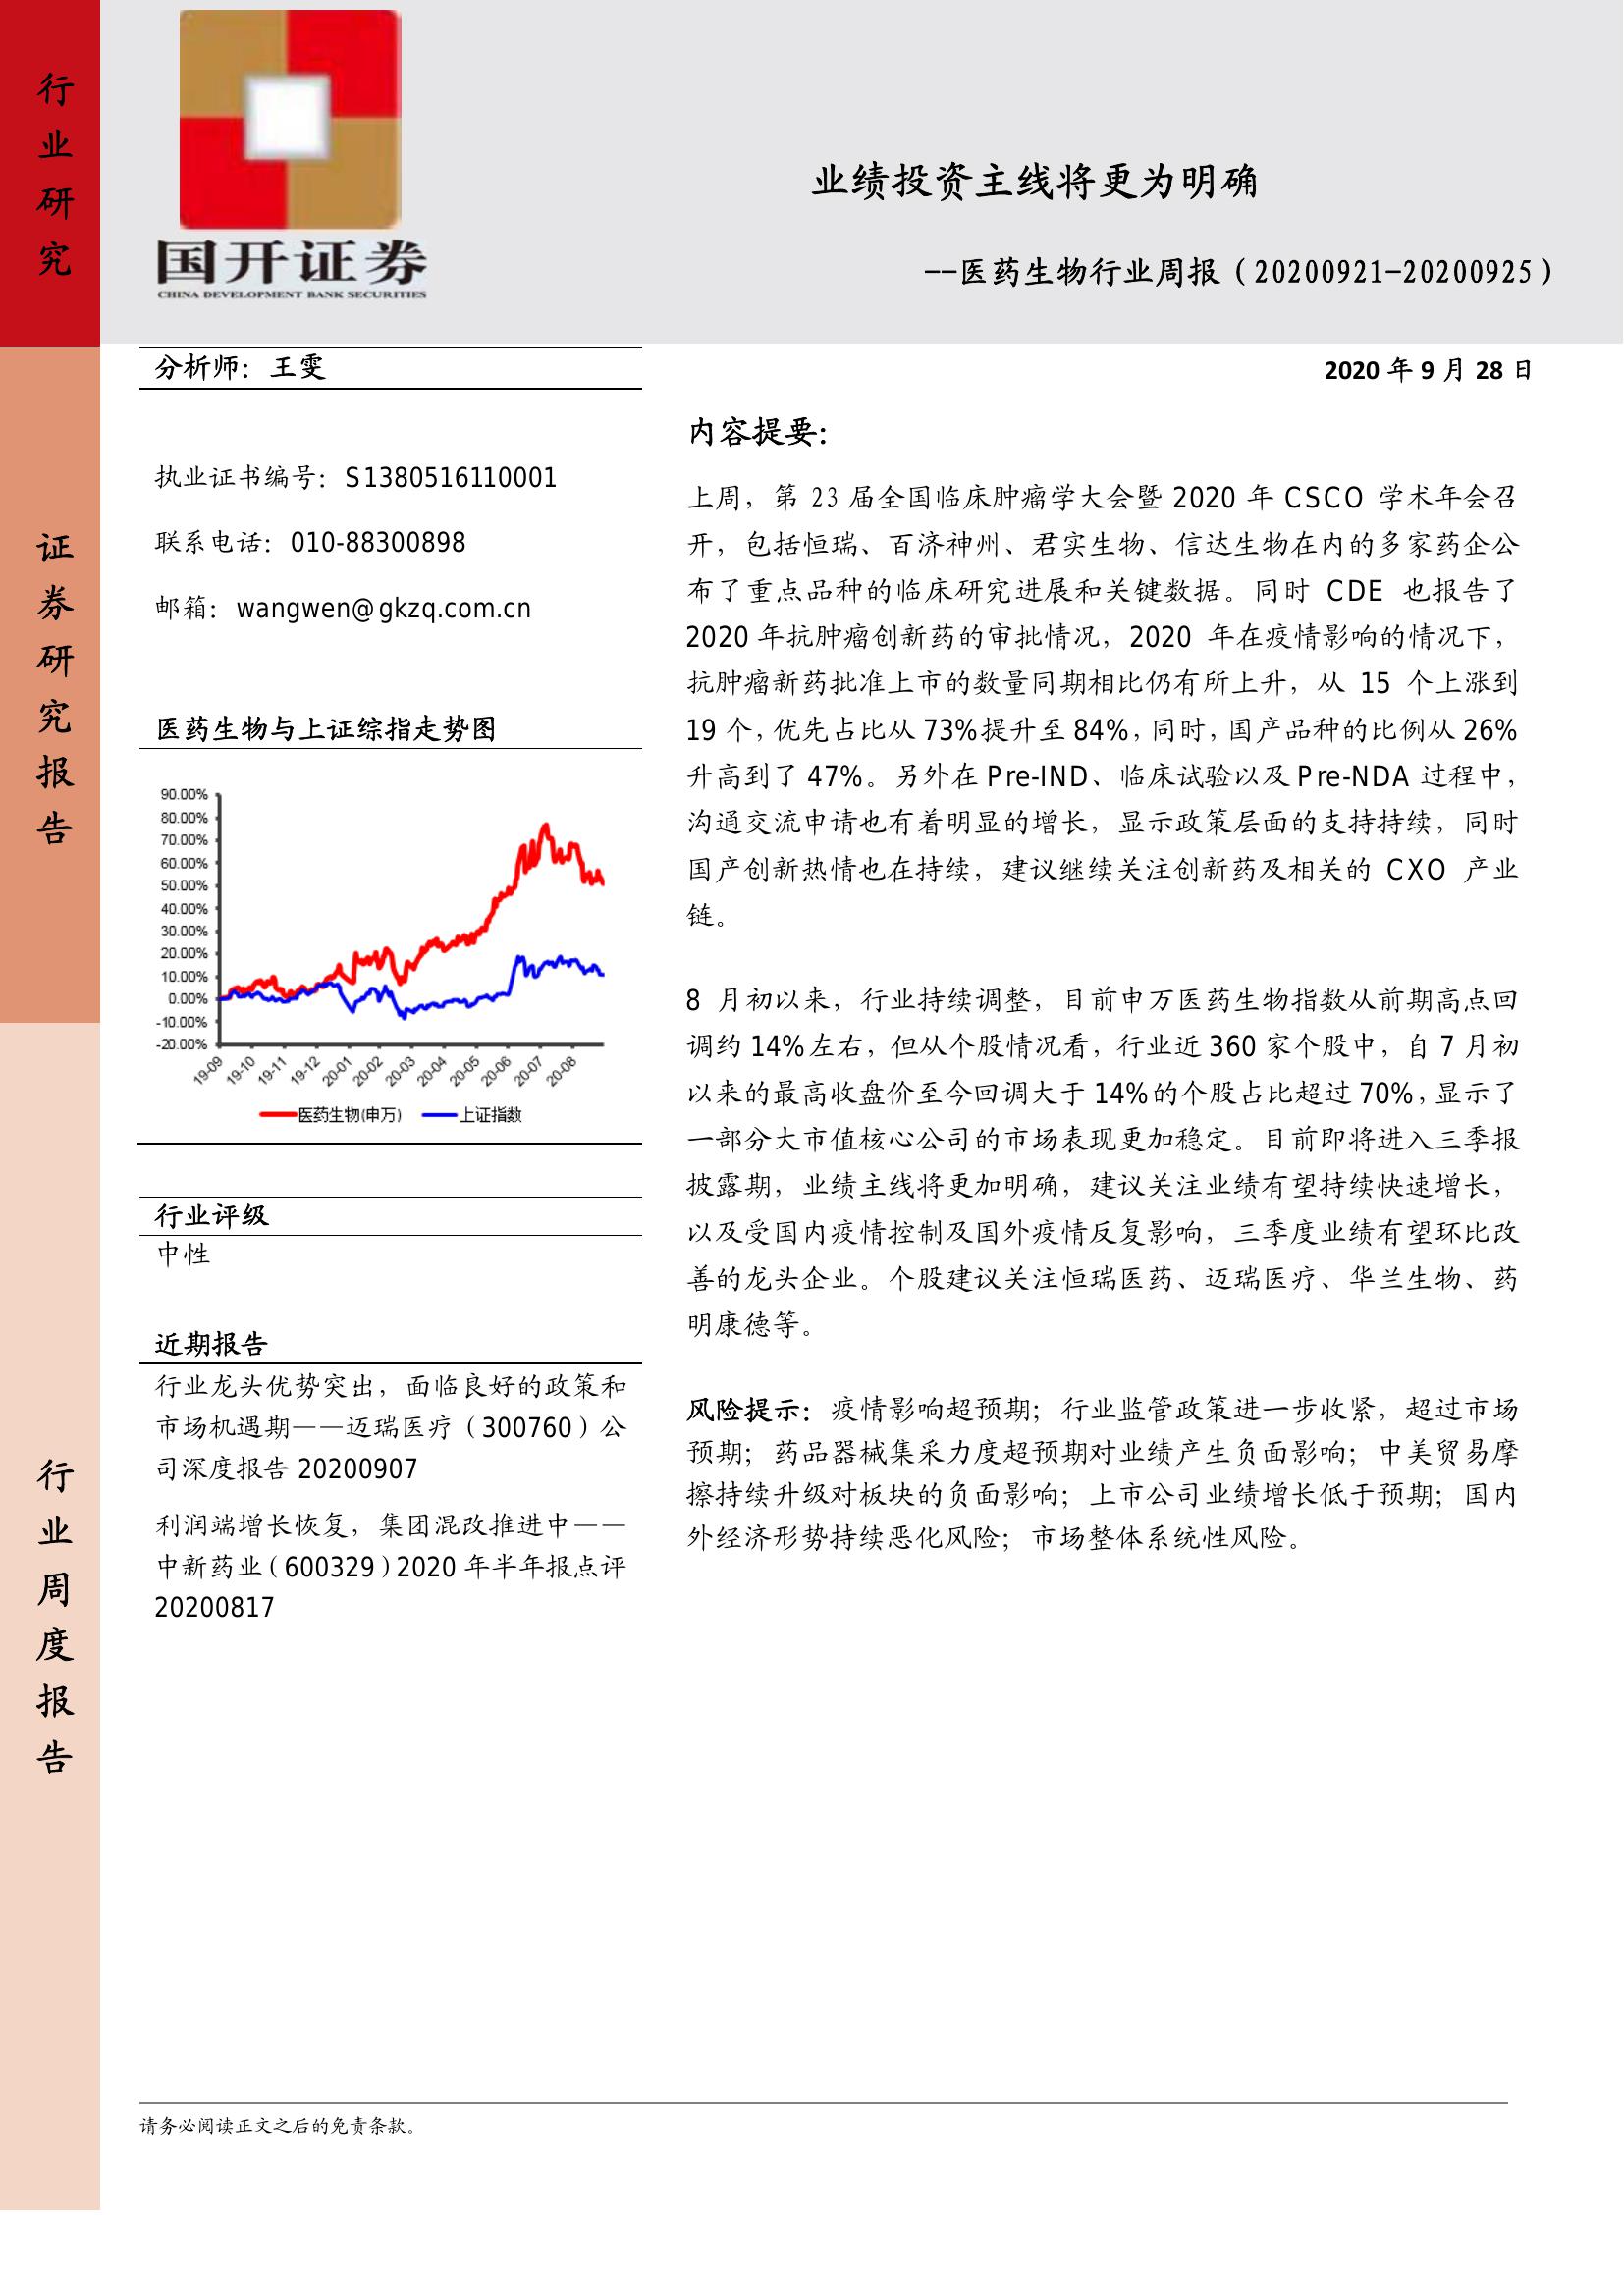 行业研究
证券研究报告
行业周度报告
国开证券
CHINA DEVELOPMENT BANK SECURITIES
业绩投资主线将更为明确
--医药生物行业周报(20200921-20200925)
分析师:王雯
执业证书编号:S1380516110001
联系电话:010-88300898
邮箱:wangwen@gkzq.com.cn
医药生物与上证综指走势图
90.00%
80.00%
70.00%
60.00%
50.00%
40.00%
30.00%
20.00%
10.00%
0.00%
-10.00%
-20.00%
19-09
19-10
19-11
19-12
20-01
20-02
20-03
20-04
20-05
20-06
20-07
20-08
医药生物(申万) 上证指数
行业评级
中性
近期报告
行业龙头优势突出,面临良好的政策和
市场机遇期——迈瑞医疗(300760)公
司深度报告 20200907
利润端增长恢复,集团混改推进中——
中新药业(600329)2020 年半年报点评
20200817
2020 年 9 月 28 日
内容提要:
上周,第 23 届全国临床肿瘤学大会暨 2020 年 CSCO 学术年会召
开,包括恒瑞、百济神州、君实生物、信达生物在内的多家药企公
布了重点品种的临床研究进展和关键数据。同时 CDE 也报告了
2020 年抗肿瘤创新药的审批情况,2020 年在疫情影响的情况下,
抗肿瘤新药批准上市的数量同期相比仍有所上升,从 15 个上涨到
19 个,优先占比从 73%提升至 84%,同时,国产品种的比例从 26%
升高到了 47%。另外在 Pre-IND、临床试验以及 Pre-NDA 过程中,
沟通交流申请也有着明显的增长,显示政策层面的支持持续,同时
国产创新热情也在持续,建议继续关注创新药及相关的 CXO 产业
链。
8 月初以来,行业持续调整,目前申万医药生物指数从前期高点回
调约 14%左右,但从个股情况看,行业近 360 家个股中,自 7 月初
以来的最高收盘价至今回调大于 14%的个股占比超过 70%,显示了
一部分大市值核心公司的市场表现更加稳定。目前即将进入三季报
披露期,业绩主线将更加明确,建议关注业绩有望持续快速增长,
以及受国内疫情控制及国外疫情反复影响,三季度业绩有望环比改
善的龙头企业。个股建议关注恒瑞医药、迈瑞医疗、华兰生物、药
明康德等。
风险提示:疫情影响超预期;行业监管政策进一步收紧,超过市场
预期;药品器械集采力度超预期对业绩产生负面影响;中美贸易摩
擦持续升级对板块的负面影响;上市公司业绩增长低于预期;国内
外经济形势持续恶化风险;市场整体系统性风险。
请务必阅读正文之后的免责条款。